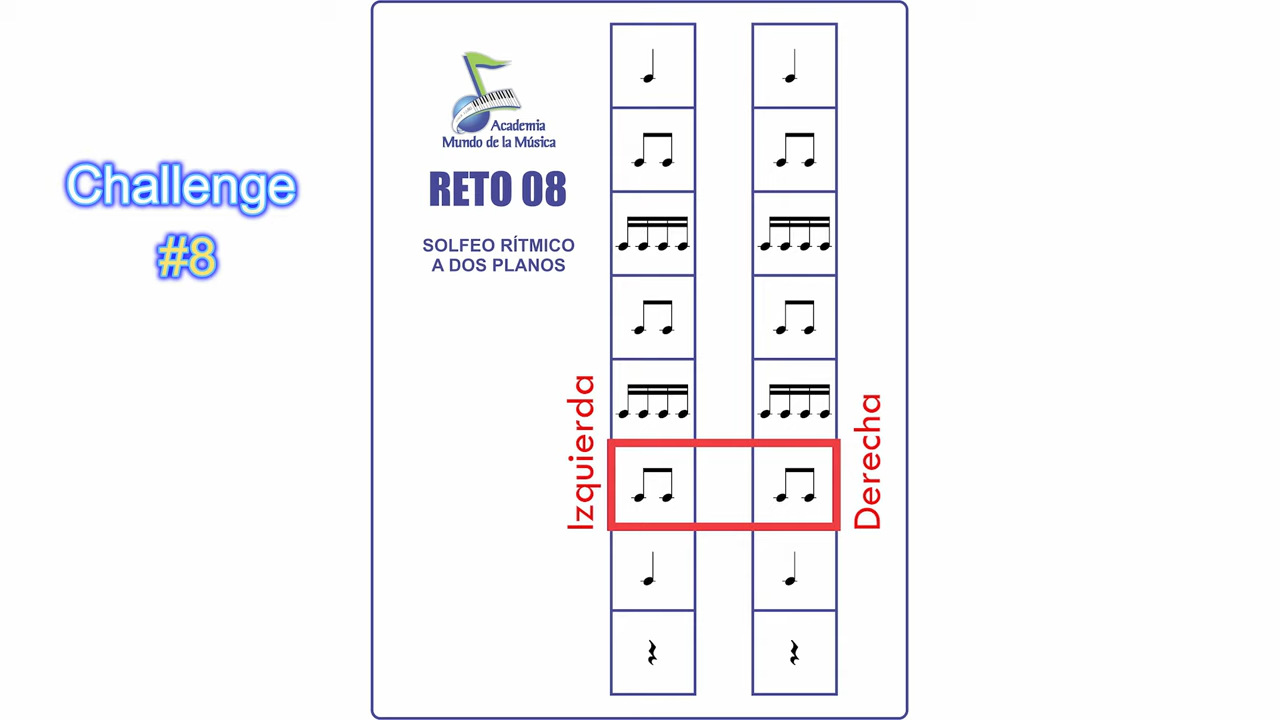 Challenge
#8
Academia
Mundo de la Música
RETO 08
SOLFEO RÍTMICO
A DOS PLANOS
Izquierda
Derecha